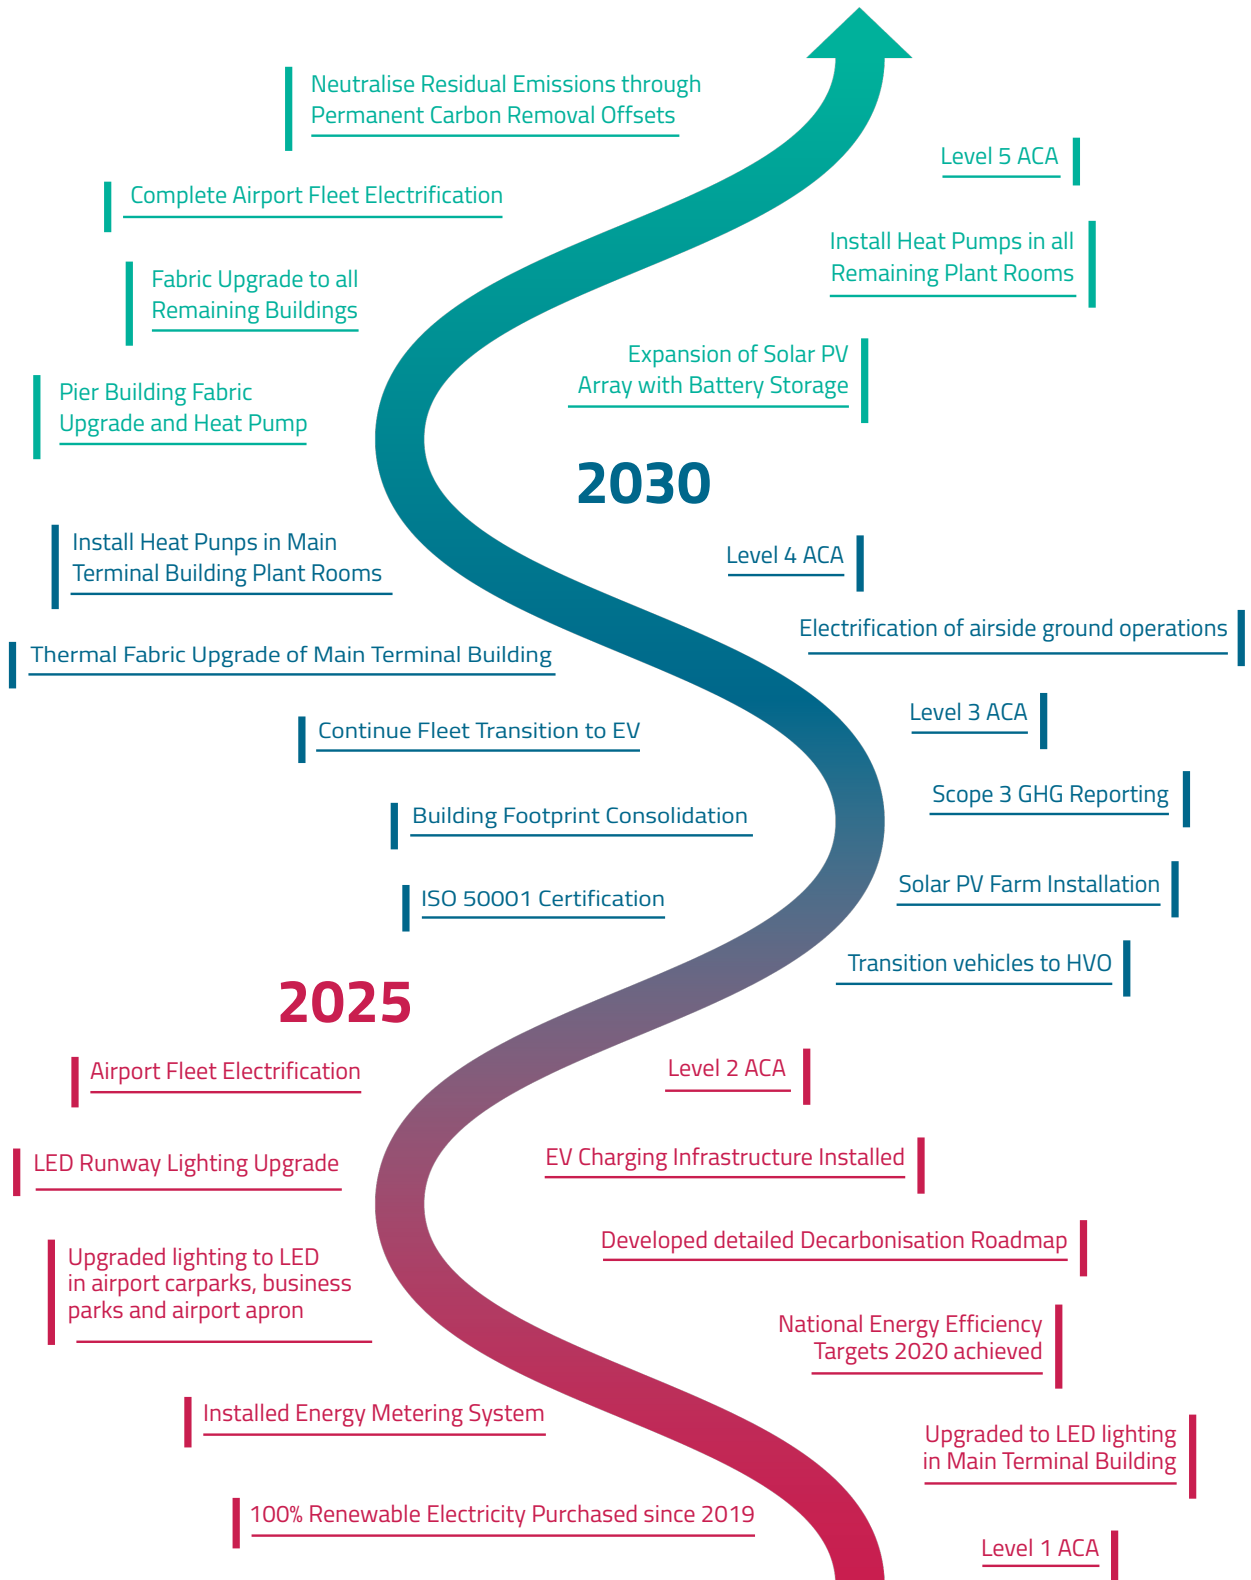 Neutralise Residual Emissions through
Permanent Carbon Removal Offsets
Level 5 ACA
Complete Airport Fleet Electrification
Install Heat Pumps in all
Remaining Plant Rooms
Fabric Upgrade to all
Remaining Buildings
Expansion of Solar PV
Array with Battery Storage
Pier Building Fabric
Upgrade and Heat Pump
2030
Install Heat Punps in Main
Terminal Building Plant Rooms
Level 4 ACA
Electrification of airside ground operations
Thermal Fabric Upgrade of Main Terminal Building
Level 3 ACA
Continue Fleet Transition to EV
Scope 3 GHG Reporting
Building Footprint Consolidation
Solar PV Farm Installation
ISO 50001 Certification
Transition vehicles to HVO
2025
Airport Fleet Electrification
Level 2 ACA
LED Runway Lighting Upgrade
EV Charging Infrastructure Installed
Developed detailed Decarbonisation Roadmap
Upgraded lighting to LED
in airport carparks, business
parks and airport apron
National Energy Efficiency
Targets 2020 achieved
Installed Energy Metering System
Upgraded to LED lighting
in Main Terminal Building
100% Renewable Electricity Purchased since 2019
Level 1 ACA